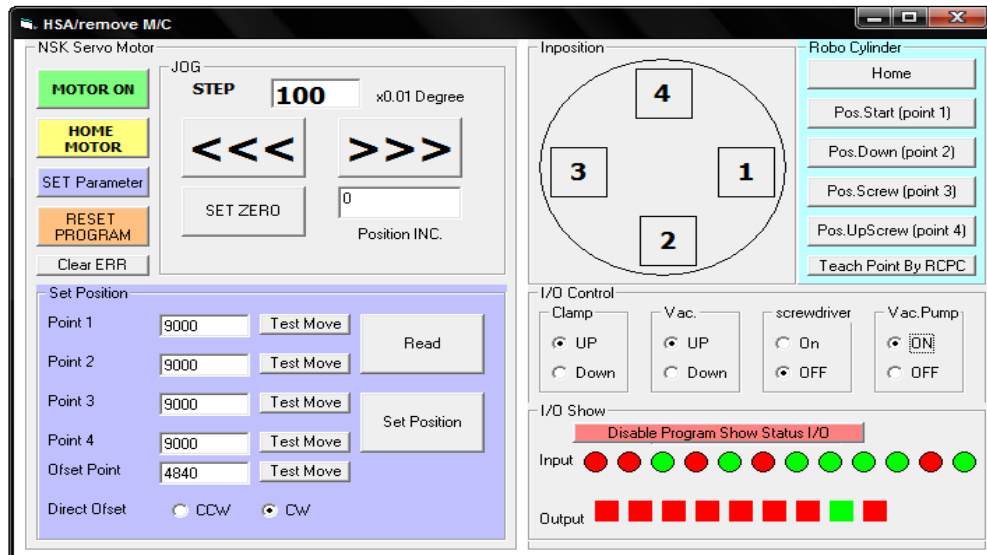 HSA/remove M/C
NSK Servo Motor
MOTOR ON
HOME
MOTOR
SET Parameter
RESET
PROGRAM
Clear ERR
JOG
STEP 100 x0.01 Degree
<<< >>>
SET ZERO 0
Position INC.
Inposition
4
3 1
2
Robo Cylinder
Home
Pos.Start (point 1)
Pos.Down (point 2)
Pos.Screw (point 3)
Pos.UpScrew (point 4)
Teach Point By RCPC
Set Position
Point 1 9000 Test Move
Point 2 9000 Test Move
Point 3 9000 Test Move
Point 4 9000 Test Move
Ofset Point 4840 Test Move
Direct Ofset CCW CW
Read
Set Position
I/O Control
Clamp
UP
Down
Vac.
UP
Down
screwdriver
On
OFF
Vac.Pump
ON
OFF
I/O Show
Disable Program Show Status I/O
Input
Output